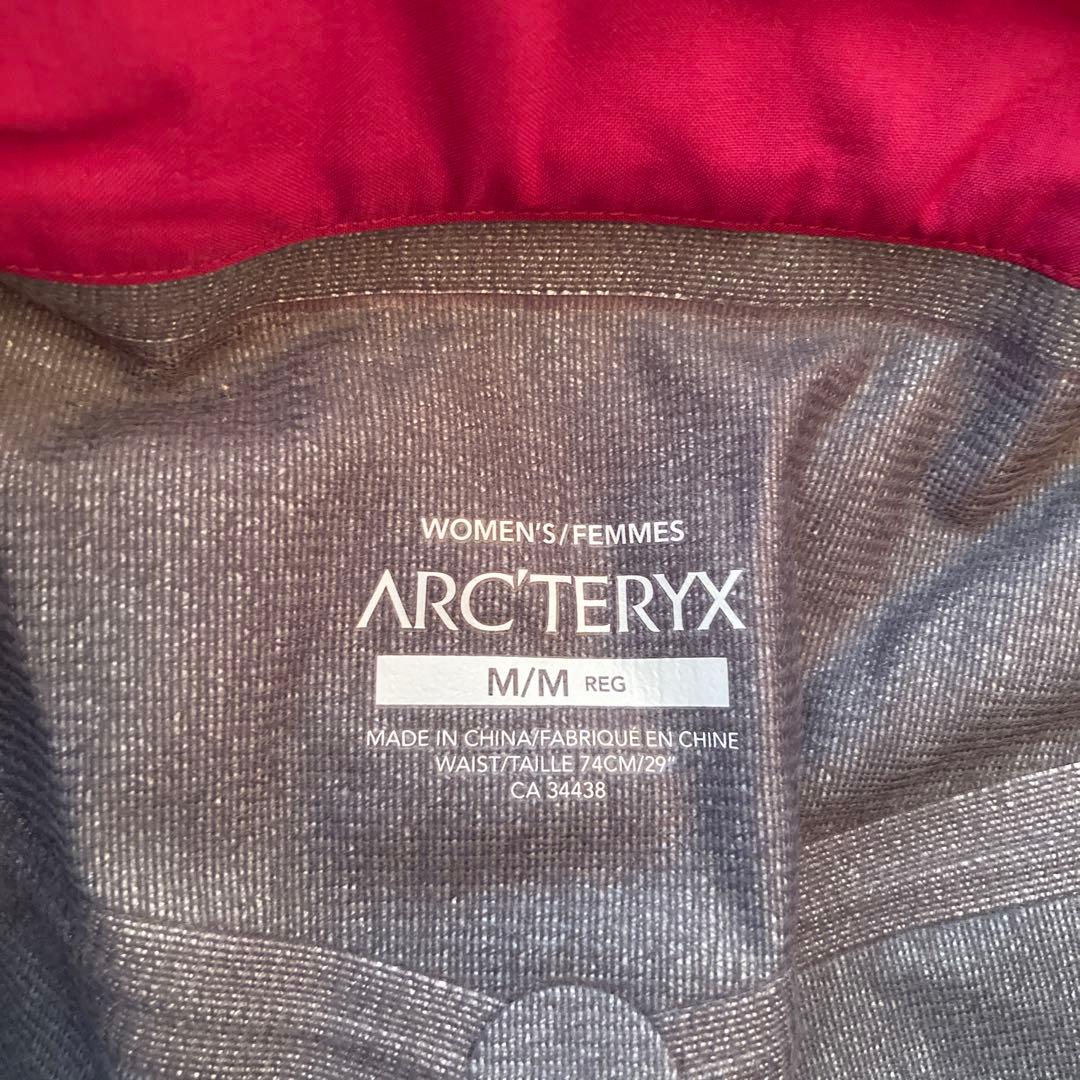 WOMEN'S/FEMMES
ARC'TERYX
M/M REG
MADE IN CHINA/FABRIQUÉ EN CHINE
WAIST/TAILLE 74CM/29"
CA 34438